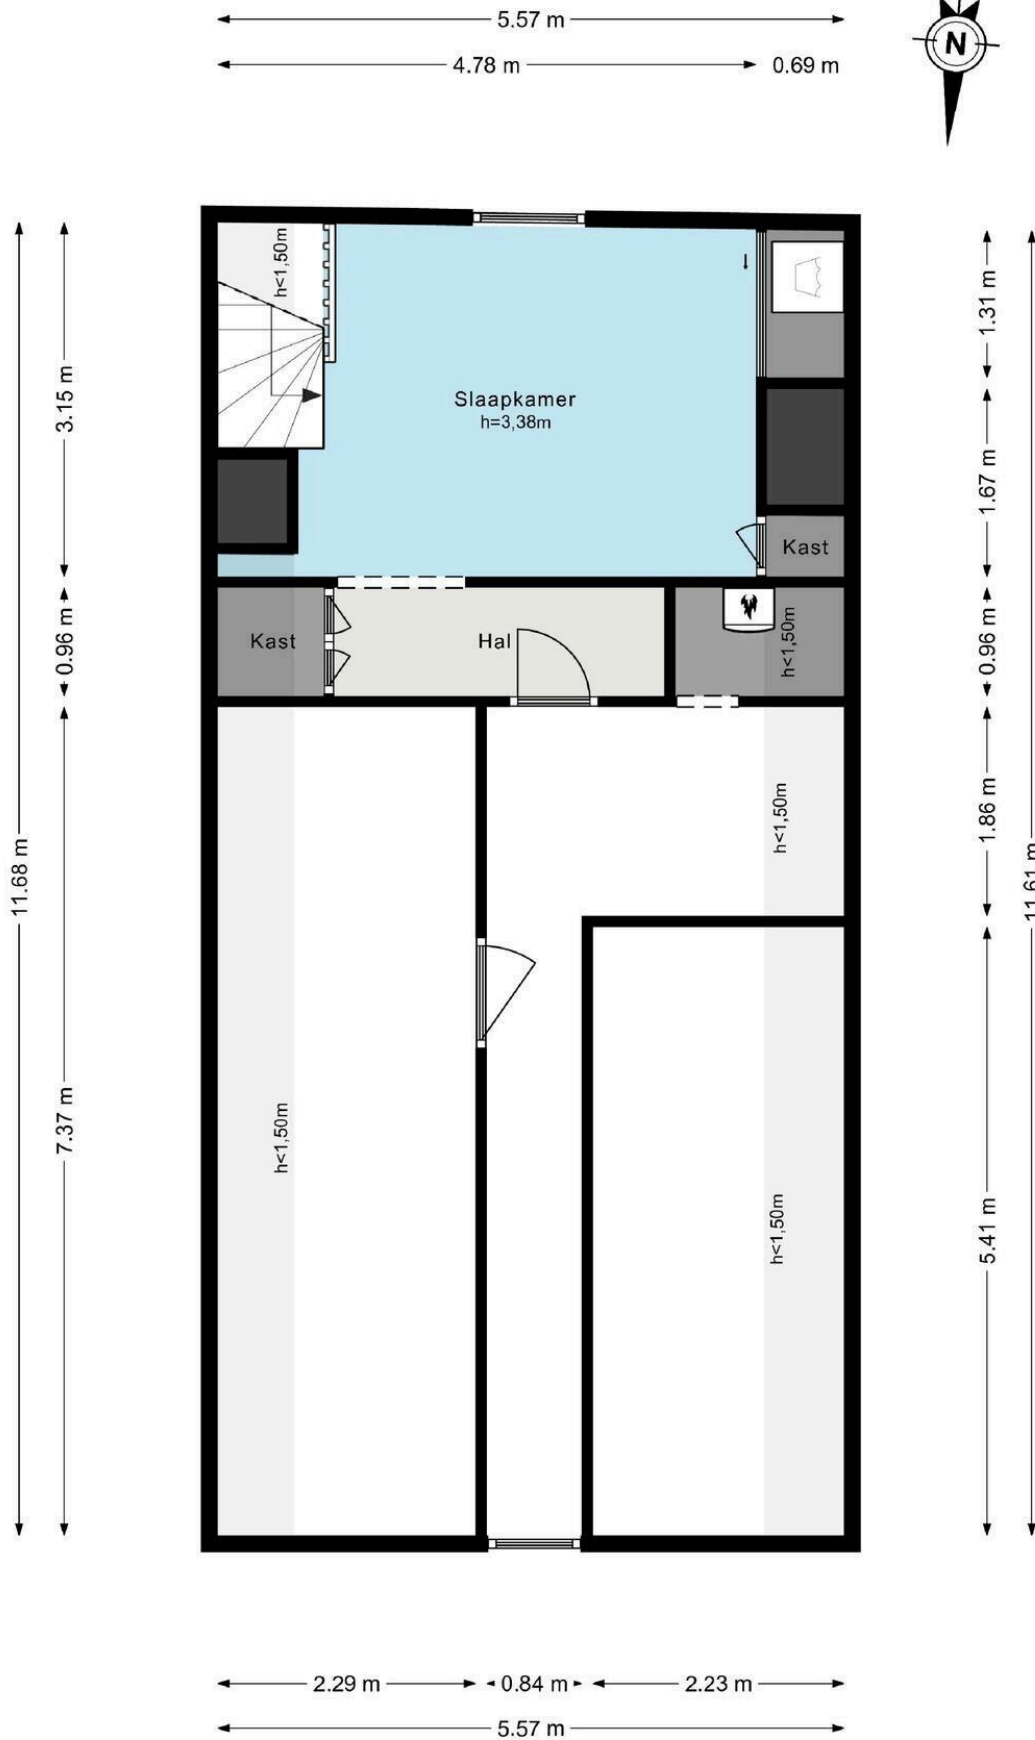 5.57 m
4.78 m
0.69 m
N
h<1,50m
1.31 m
3.15 m
Slaapkamer
h=3,38m
1.67 m
Kast
0.96 m
Kast
Hal
h<1,50m
0.96 m
h<1,50m
1.86 m
11.68 m
11.61 m
7.37 m
h<1,50m
h<1,50m
5.41 m
2.29 m
0.84 m
2.23 m
5.57 m